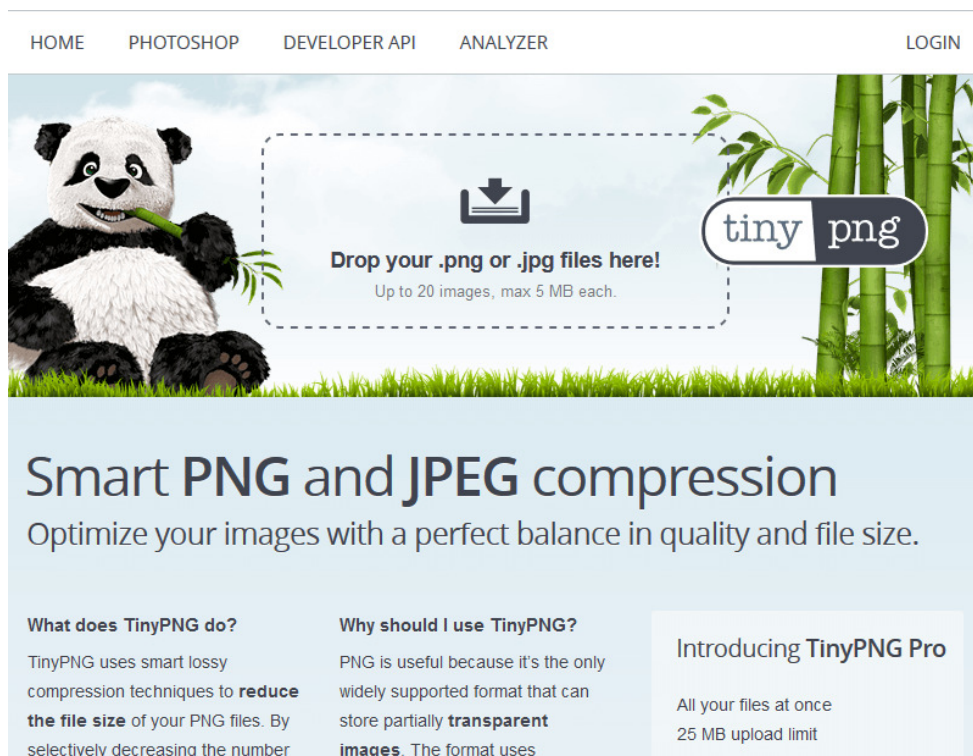 HOME PHOTOSHOP DEVELOPER API ANALYZER LOGIN
Drop your .png or .jpg files here!
Up to 20 images, max 5 MB each.
tiny png
Smart PNG and JPEG compression
Optimize your images with a perfect balance in quality and file size.
What does TinyPNG do?
TinyPNG uses smart lossy
compression techniques to reduce
the file size of your PNG files. By
selectively decreasing the number
Why should I use TinyPNG?
PNG is useful because it's the only
widely supported format that can
store partially transparent
images. The format uses
Introducing TinyPNG Pro
All your files at once
25 MB upload limit